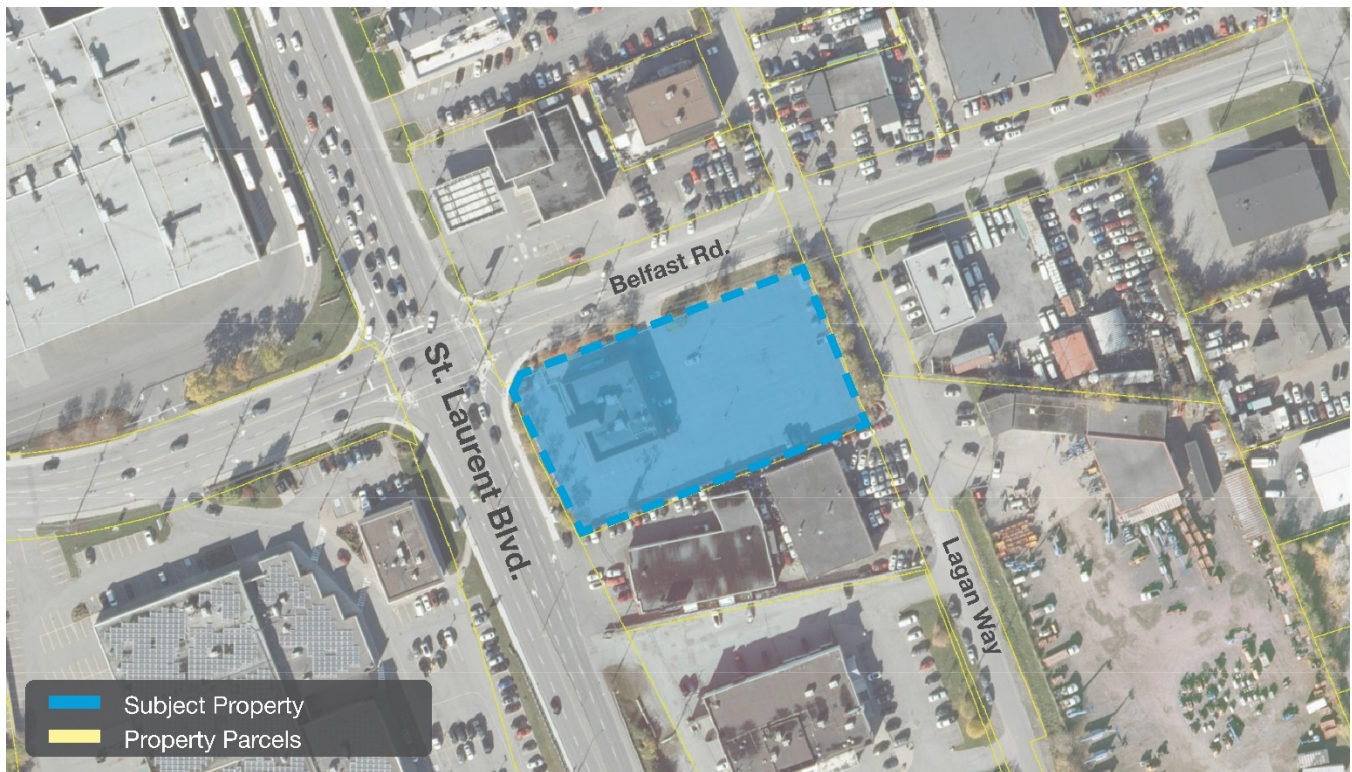 Belfast Rd.
St. Laurent Blvd.
Lagan Way
Subject Property
Property Parcels